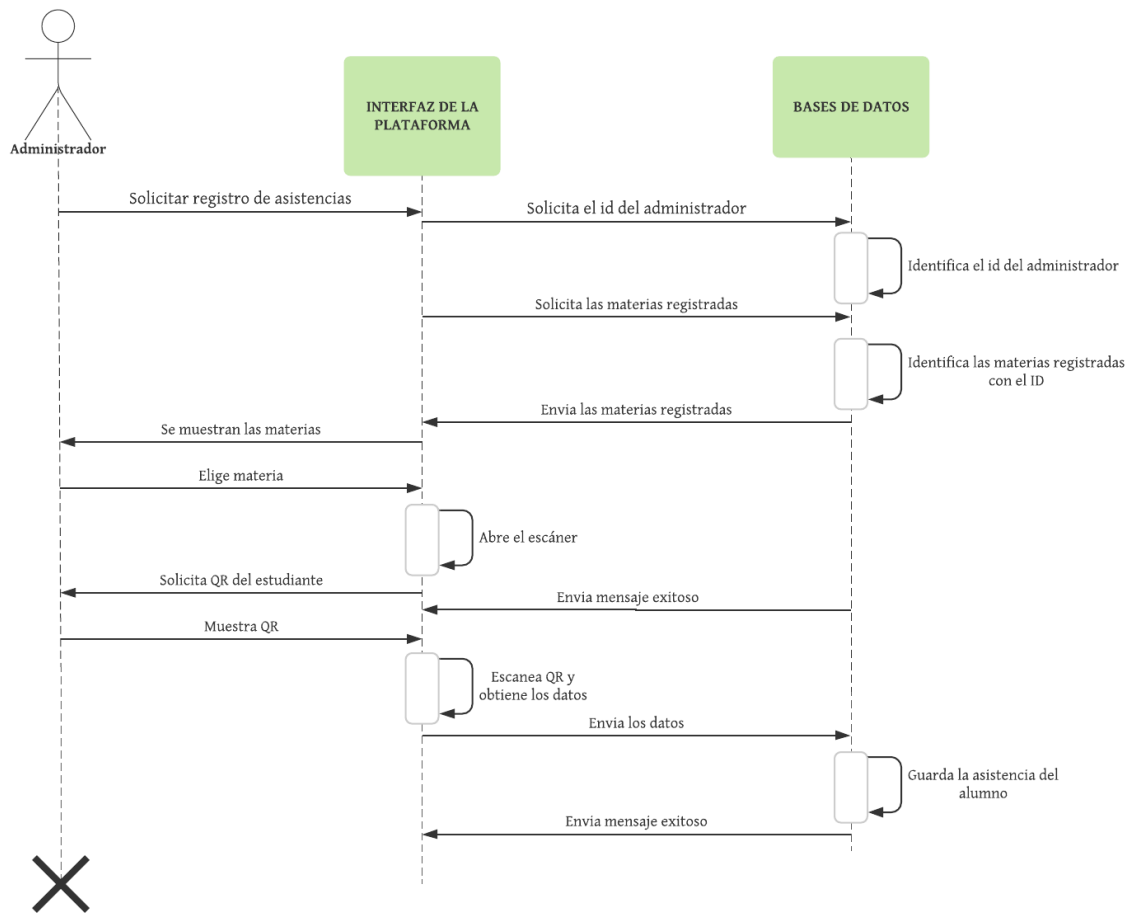 Administrador
INTERFAZ DE LA
PLATAFORMA
BASES DE DATOS
Solicitar registro de asistencias
Solicita el id del administrador
Identifica el id del administrador
Solicita las materias registradas
Identifica las materias registradas
con el ID
Envia las materias registradas
Se muestran las materias
Elige materia
Abre el escáner
Solicita QR del estudiante
Envia mensaje exitoso
Muestra QR
Escanea QR y
obtiene los datos
Envia los datos
Guarda la asistencia del
alumno
Envia mensaje exitoso